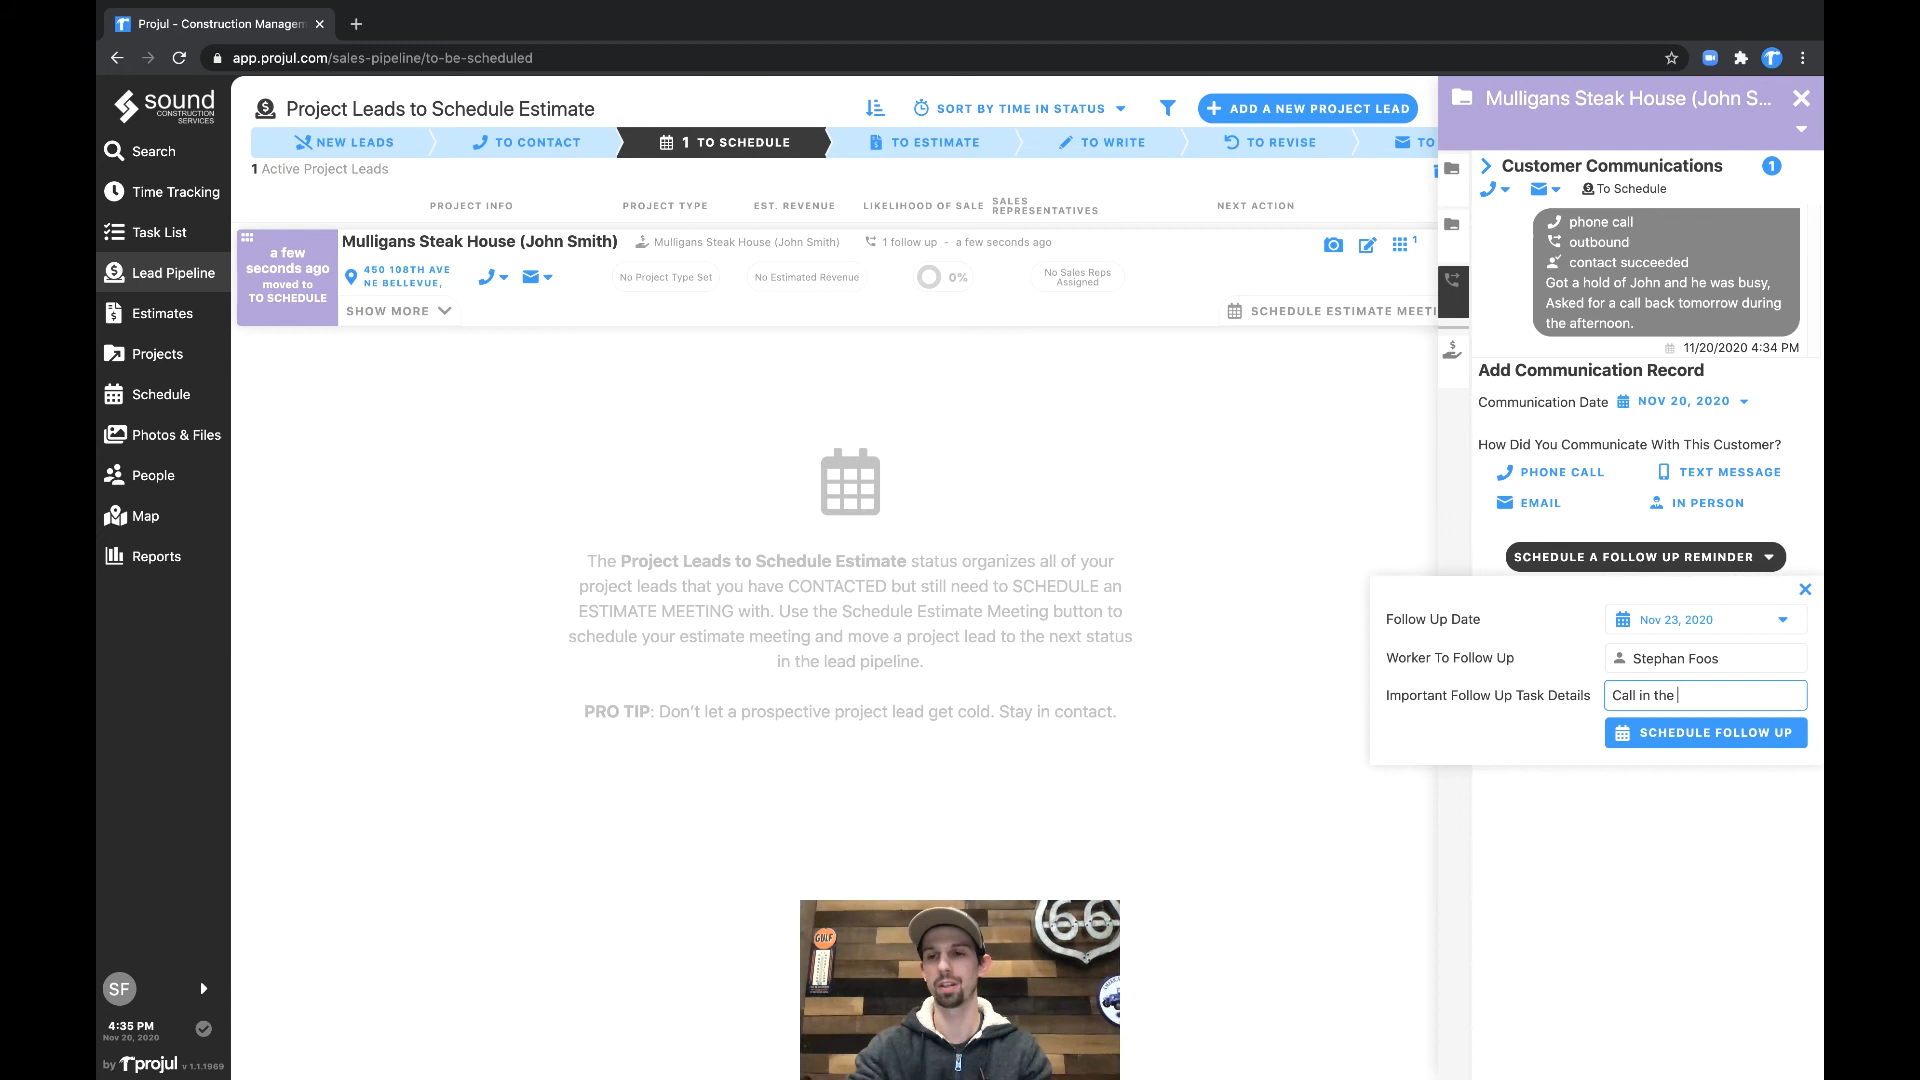 Projul - Construction Managem
app.projul.com/sales-pipeline/to-be-scheduled
sound
CONSTRUCTION
SERVICES
Search
Time Tracking
Task List
Lead Pipeline
Estimates
Projects
Schedule
Photos & Files
People
Map
Reports
SF
4:35 PM
Nov 20, 2020
by projul v 1.1.1969
Project Leads to Schedule Estimate
SORT BY TIME IN STATUS
ADD A NEW PROJECT LEAD
NEW LEADS
TO CONTACT
1 TO SCHEDULE
TO ESTIMATE
TO WRITE
TO REVISE
TO
1 Active Project Leads
PROJECT INFO
PROJECT TYPE
EST. REVENUE
LIKELIHOOD OF SALE
SALES
REPRESENTATIVES
NEXT ACTION
a few
seconds ago
moved to
TO SCHEDULE
Mulligans Steak House (John Smith)
Mulligans Steak House (John Smith)
1 follow up - a few seconds ago
1
450 108TH AVE
NE BELLEVUE,
No Project Type Set
No Estimated Revenue
0%
No Sales Reps
Assigned
SHOW MORE
SCHEDULE ESTIMATE MEETI
The Project Leads to Schedule Estimate status organizes all of your
project leads that you have CONTACTED but still need to SCHEDULE an
ESTIMATE MEETING with. Use the Schedule Estimate Meeting button to
schedule your estimate meeting and move a project lead to the next status
in the lead pipeline.
PRO TIP: Don't let a prospective project lead get cold. Stay in contact.
Mulligans Steak House (John S...
Customer Communications
1
To Schedule
phone call
outbound
contact succeeded
Got a hold of John and he was busy,
Asked for a call back tomorrow during
the afternoon.
11/20/2020 4:34 PM
Add Communication Record
Communication Date NOV 20, 2020
How Did You Communicate With This Customer?
PHONE CALL
TEXT MESSAGE
EMAIL
IN PERSON
SCHEDULE A FOLLOW UP REMINDER
Follow Up Date
Nov 23, 2020
Worker To Follow Up
Stephan Foos
Important Follow Up Task Details
Call in the
SCHEDULE FOLLOW UP
GULF
66